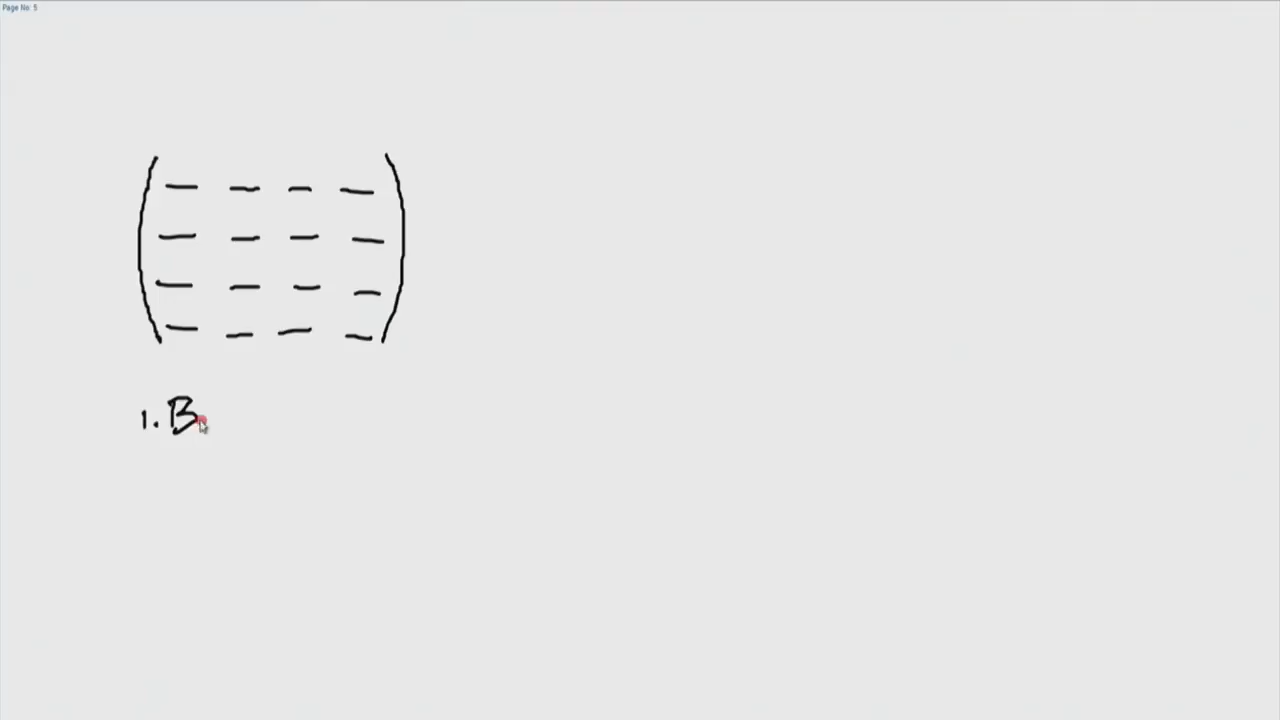 Page No: 5
— — — —
— — — —
— — — —
— — — —
1. B